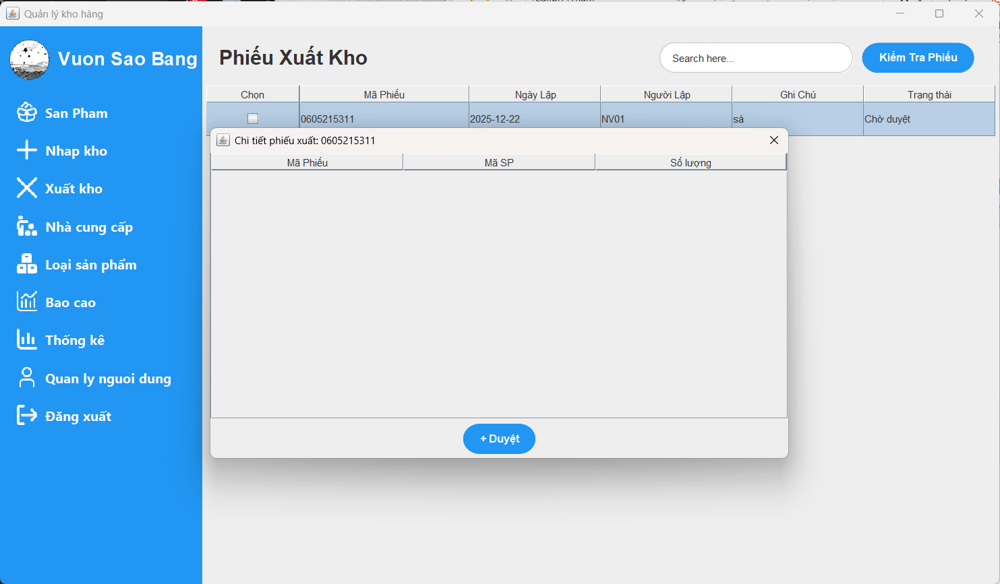 Quản lý kho hàng
Vuon Sao Bang
San Pham
Nhap kho
Xuất kho
Nhà cung cấp
Loại sản phẩm
Bao cao
Thống kê
Quan ly nguoi dung
Đăng xuất
Phiếu Xuất Kho
Search here...
Kiểm Tra Phiếu
Chọn Mã Phiếu Ngày Lập Người Lập Ghi Chú Trạng thái
0605215311 2025-12-22 NV01 sá Chờ duyệt
Chi tiết phiếu xuất: 0605215311
Mã Phiếu Mã SP Số lượng
+ Duyệt